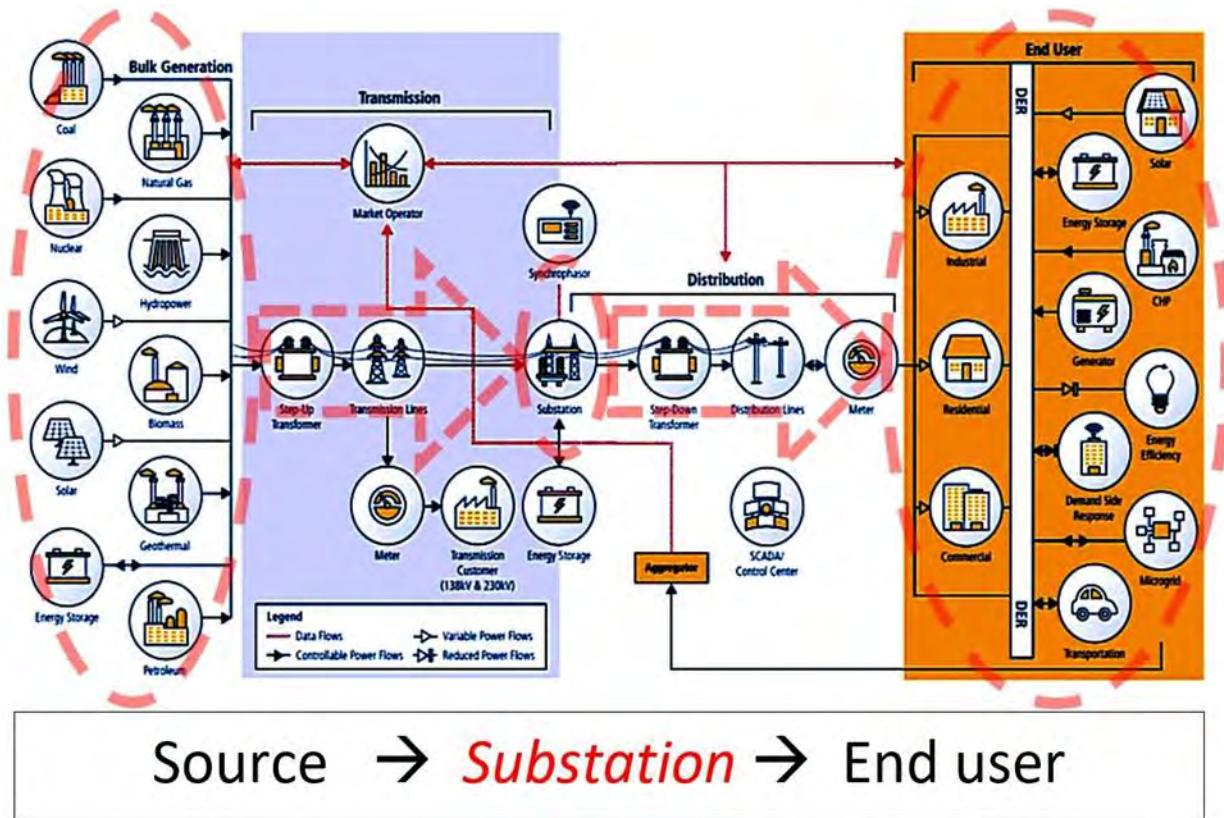 Bulk Generation
Coal
Natural Gas
Nuclear
Hydropower
Wind
Biomass
Solar
Geothermal
Energy Storage
Petroleum
Transmission
Market Operator
Step-Up
Transformer
Transmission Lines
Meter
Transmission
Customer
(138kV & 230kV)
Legend
Data Flows
Controllable Power Flows
Variable Power Flows
Reduced Power Flows
Synchrophasor
Distribution
Substation
Step-Down
Transformer
Distribution Lines
Meter
Energy Storage
SCADA/
Control Center
Aggregator
End User
DER
DER
Industrial
Residential
Commercial
Solar
Energy Storage
CHP
Generator
Energy
Efficiency
Demand Side
Response
Microgrid
Transportation
Source → Substation → End user